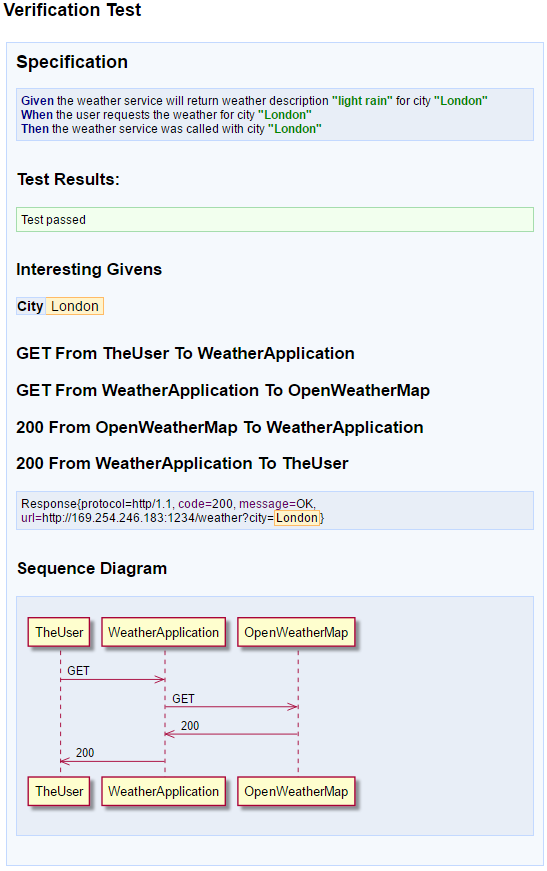 Verification Test
Specification
Given the weather service will return weather description "light rain" for city "London"
When the user requests the weather for city "London"
Then the weather service was called with city "London"
Test Results:
Test passed
Interesting Givens
City London
GET From TheUser To WeatherApplication
GET From WeatherApplication To OpenWeatherMap
200 From OpenWeatherMap To WeatherApplication
200 From WeatherApplication To TheUser
Response{protocol=http/1.1, code=200, message=OK,
url=http://169.254.246.183:1234/weather?city=London}
Sequence Diagram
TheUser WeatherApplication OpenWeatherMap
GET
GET
200
200
TheUser WeatherApplication OpenWeatherMap